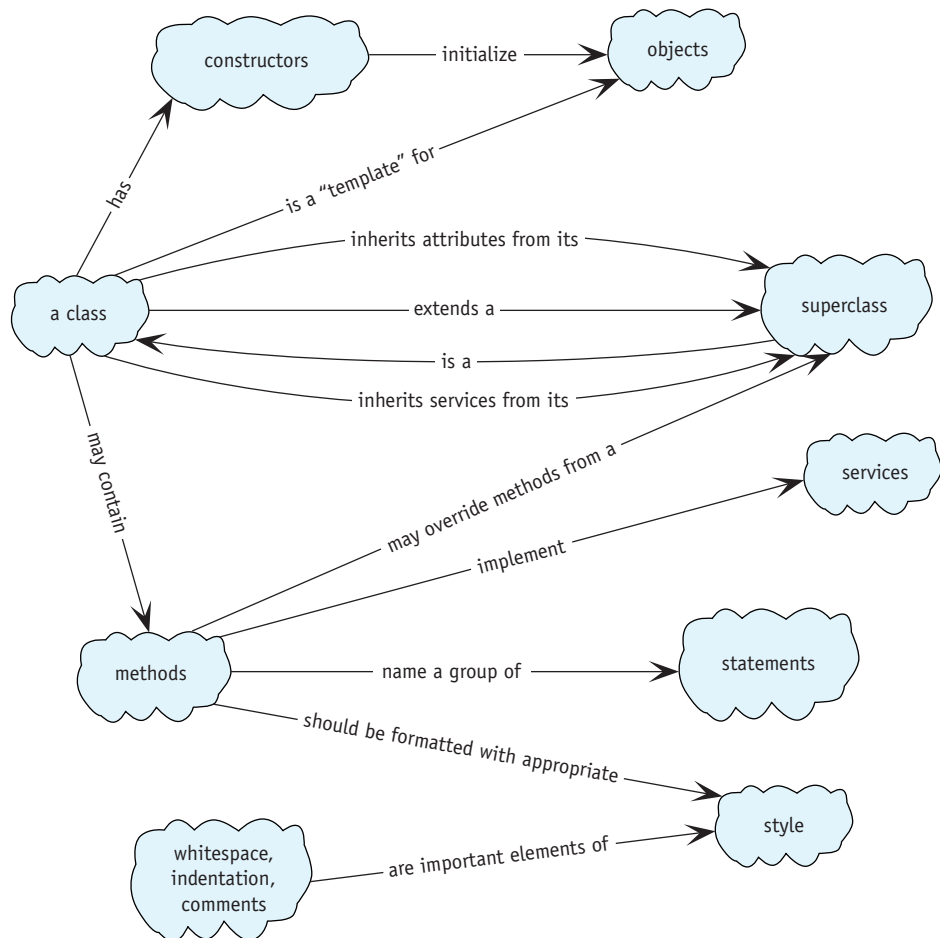 constructors
initialize
objects
has
is a “template” for
inherits attributes from its
a class
extends a
superclass
is a
inherits services from its
may contain
may override methods from a
services
implement
methods
name a group of
statements
should be formatted with appropriate
style
whitespace,
indentation,
comments
are important elements of